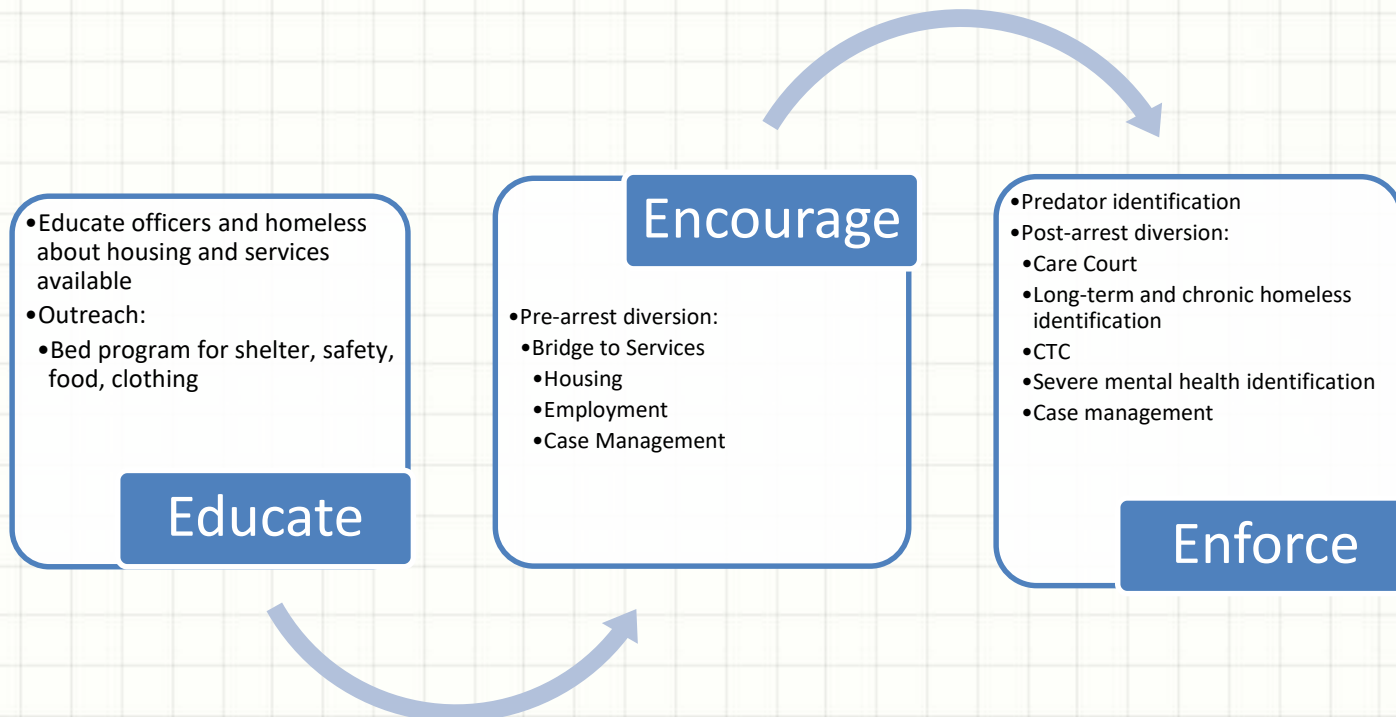 •Educate officers and homeless
about housing and services
available
•Outreach:
•Bed program for shelter, safety,
food, clothing
Educate
Encourage
•Pre-arrest diversion:
•Bridge to Services
•Housing
•Employment
•Case Management
•Predator identification
•Post-arrest diversion:
•Care Court
•Long-term and chronic homeless
identification
•CTC
•Severe mental health identification
•Case management
Enforce